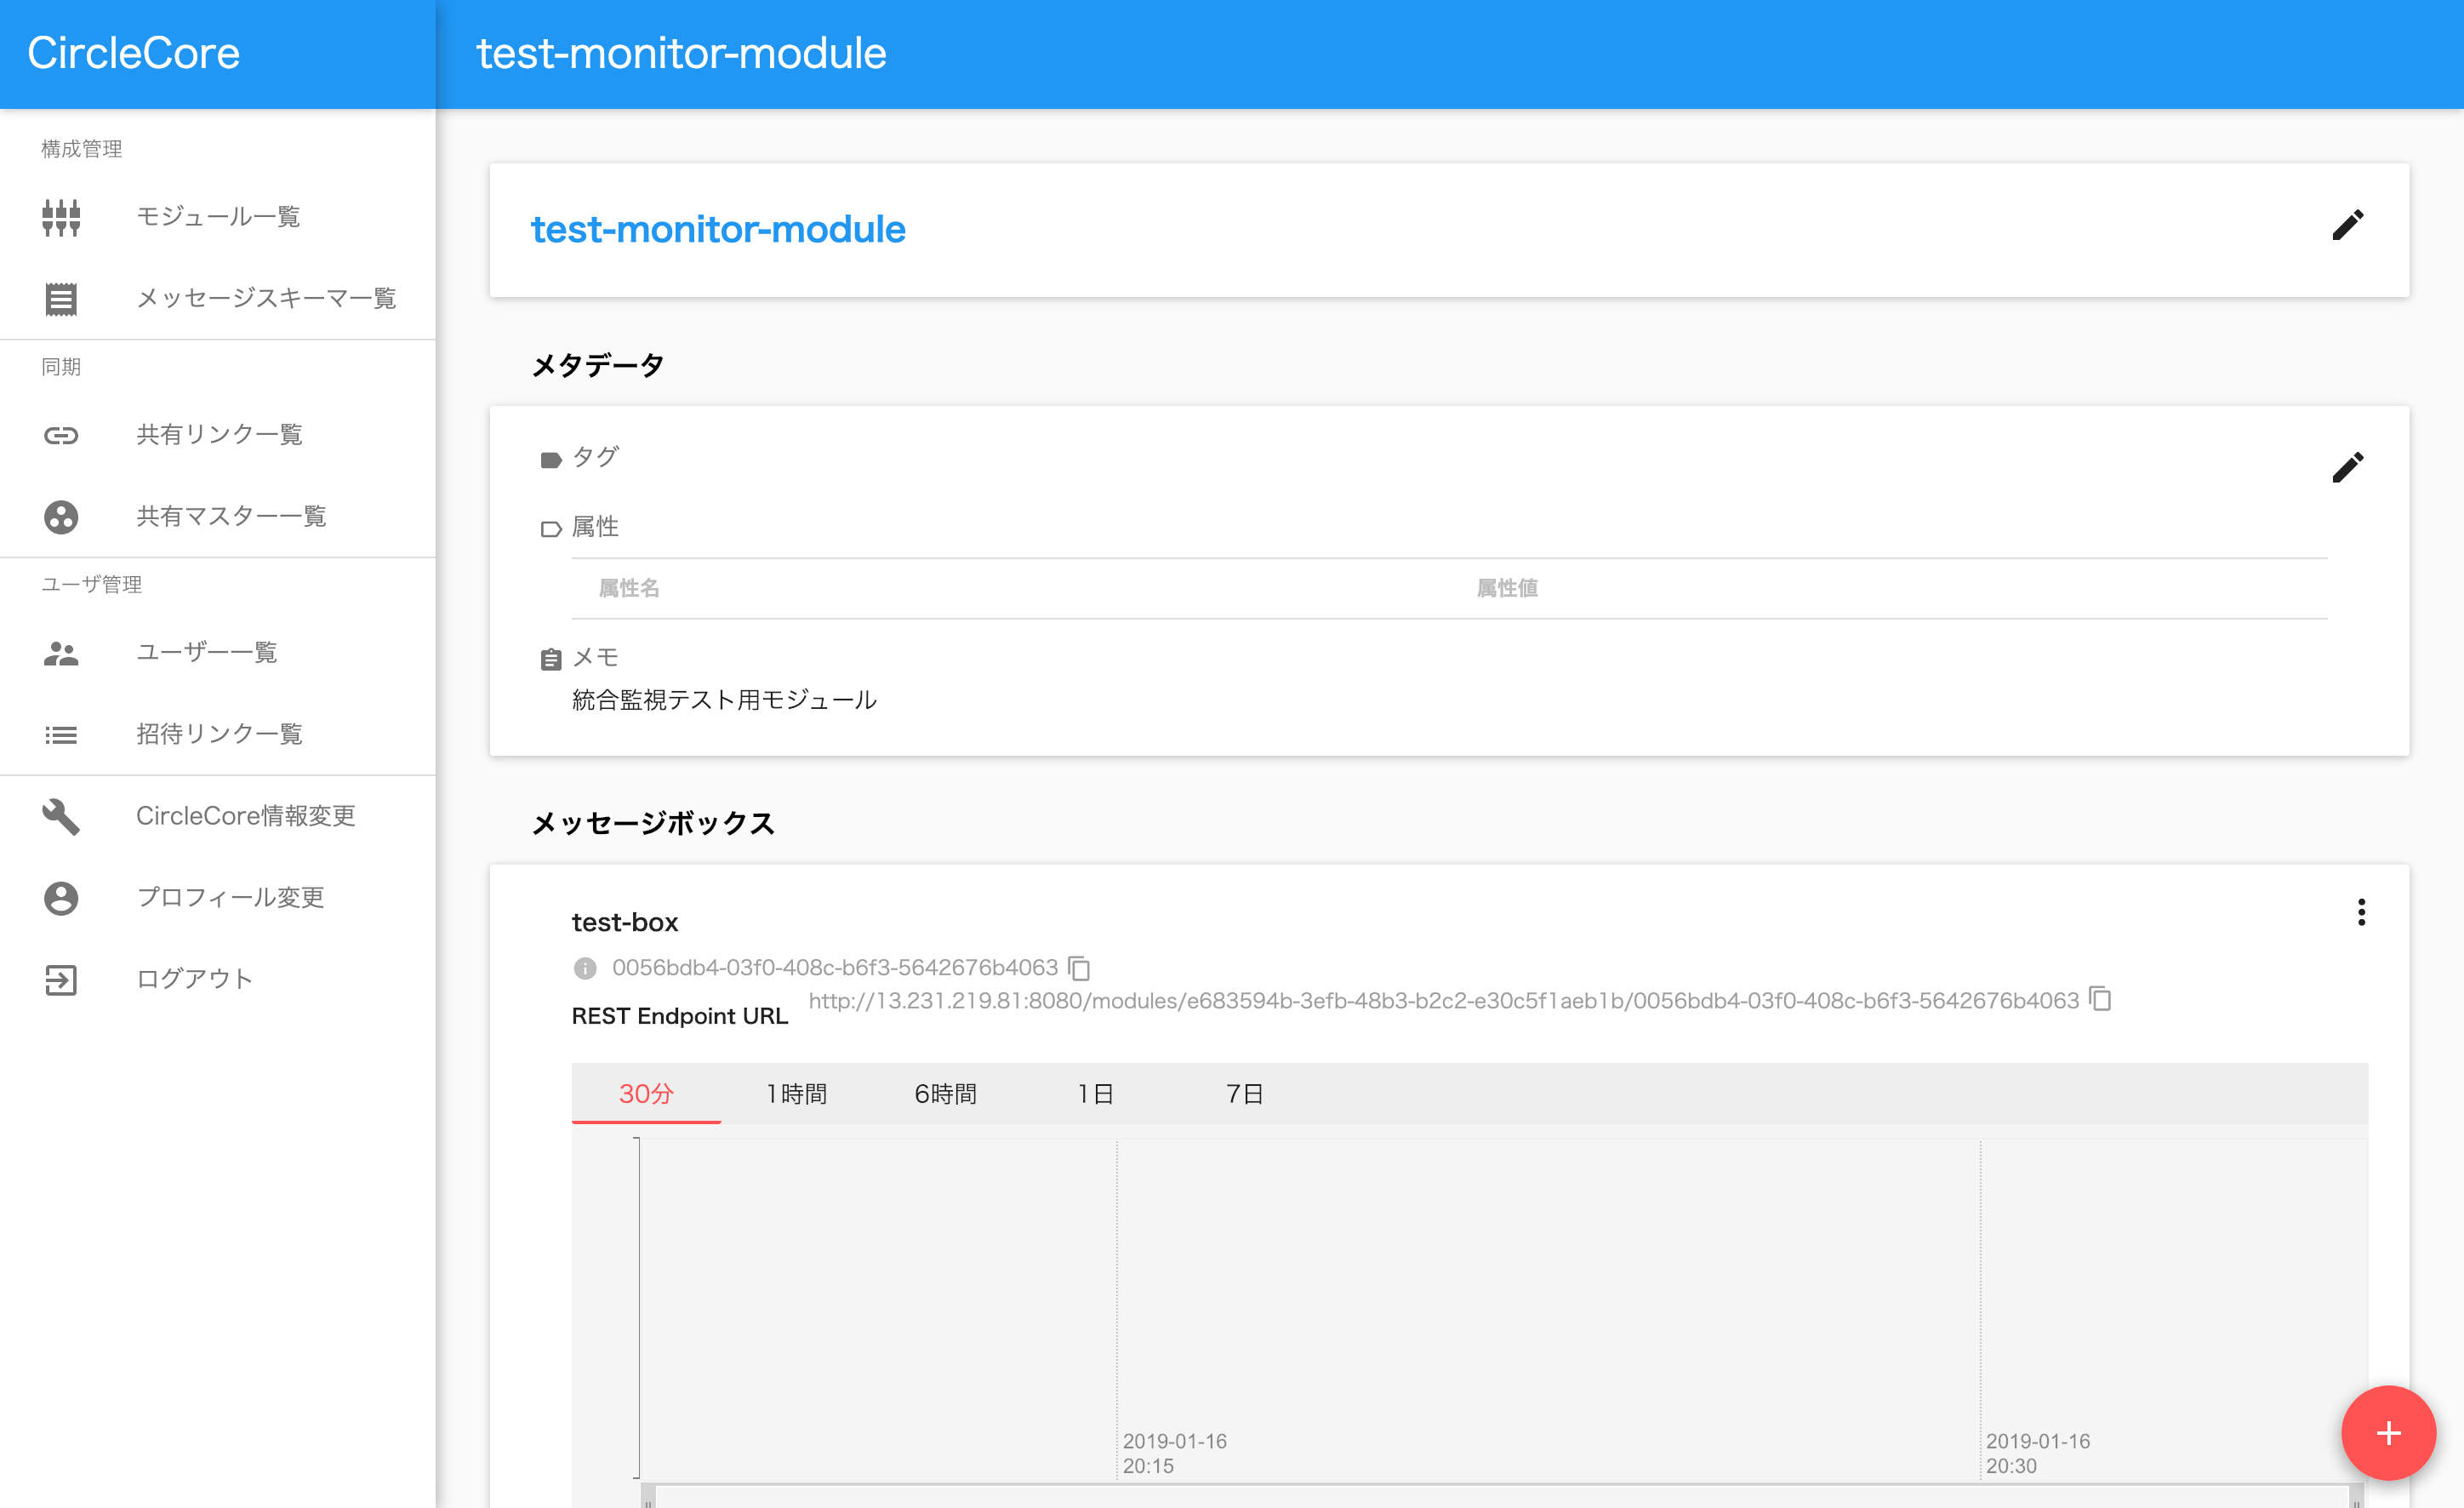 CircleCore
test-monitor-module
構成管理
モジュール一覧
メッセージスキーマ一覧
同期
共有リンク一覧
共有マスター一覧
ユーザ管理
ユーザー一覧
招待リンク一覧
CircleCore情報変更
プロフィール変更
ログアウト
test-monitor-module
メタデータ
タグ
属性
属性名 属性値
メモ
統合監視テスト用モジュール
メッセージボックス
test-box
0056bdb4-03f0-408c-b6f3-5642676b4063
REST Endpoint URL http://13.231.219.81:8080/modules/e683594b-3efb-48b3-b2c2-e30c5f1aeb1b/0056bdb4-03f0-408c-b6f3-5642676b4063
30分 1時間 6時間 1日 7日
2019-01-16 2019-01-16
20:15 20:30